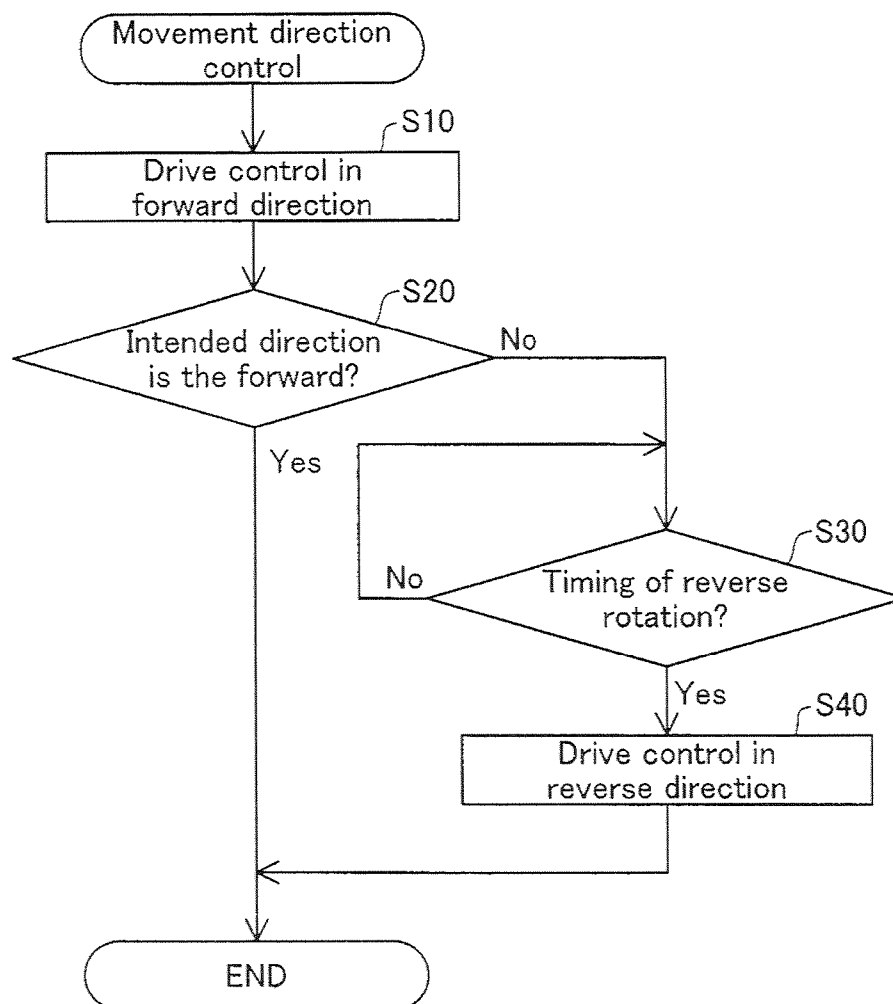 Movement direction
control
S10
Drive control in
forward direction
S20
Intended direction
is the forward?
No
Yes
S30
No
Timing of reverse
rotation?
Yes
S40
Drive control in
reverse direction
END